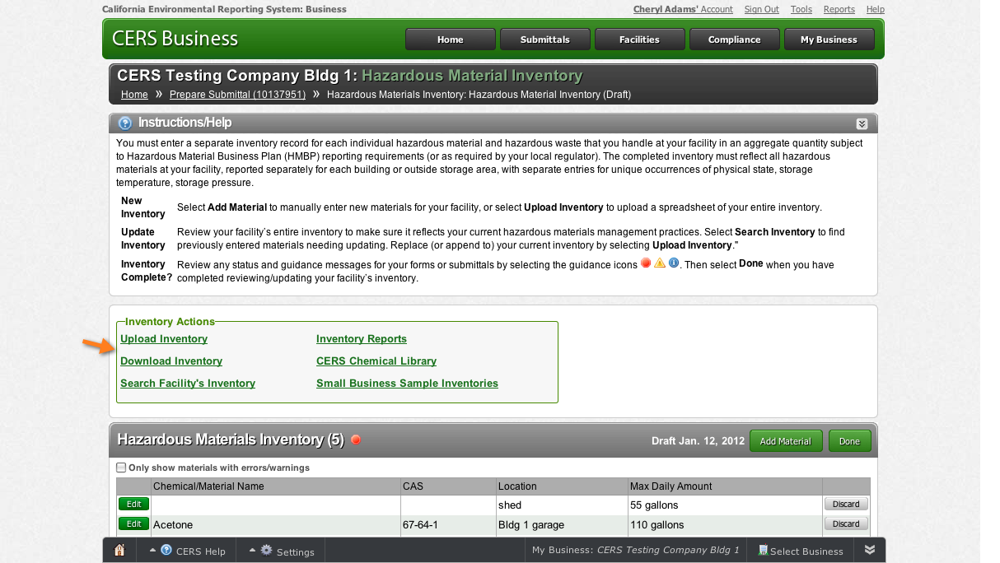 California Environmental Reporting System: Business
Cheryl Adams' Account Sign Out Tools Reports Help
CERS Business
Home Submittals Facilities Compliance My Business
CERS Testing Company Bldg 1: Hazardous Material Inventory
Home » Prepare Submittal (10137951) » Hazardous Materials Inventory: Hazardous Material Inventory (Draft)
Instructions/Help
You must enter a separate inventory record for each individual hazardous material and hazardous waste that you handle at your facility in an aggregate quantity subject
to Hazardous Material Business Plan (HMBP) reporting requirements (or as required by your local regulator). The completed inventory must reflect all hazardous
materials at your facility, reported separately for each building or outside storage area, with separate entries for unique occurrences of physical state, storage
temperature, storage pressure.
New
Inventory
Select Add Material to manually enter new materials for your facility, or select Upload Inventory to upload a spreadsheet of your entire inventory.
Update
Inventory
Review your facility's entire inventory to make sure it reflects your current hazardous materials management practices. Select Search Inventory to find
previously entered materials needing updating. Replace (or append to) your current inventory by selecting Upload Inventory."
Inventory
Complete?
Review any status and guidance messages for your forms or submittals by selecting the guidance icons . Then select Done when you have
completed reviewing/updating your facility's inventory.
Inventory Actions
Upload Inventory Inventory Reports
Download Inventory CERS Chemical Library
Search Facility's Inventory Small Business Sample Inventories
Hazardous Materials Inventory (5) Draft Jan. 12, 2012 Add Material Done
Only show materials with errors/warnings
Chemical/Material Name CAS Location Max Daily Amount
Edit shed 55 gallons Discard
Edit Acetone 67-64-1 Bldg 1 garage 110 gallons Discard
CERS Help Settings My Business: CERS Testing Company Bldg 1 Select Business